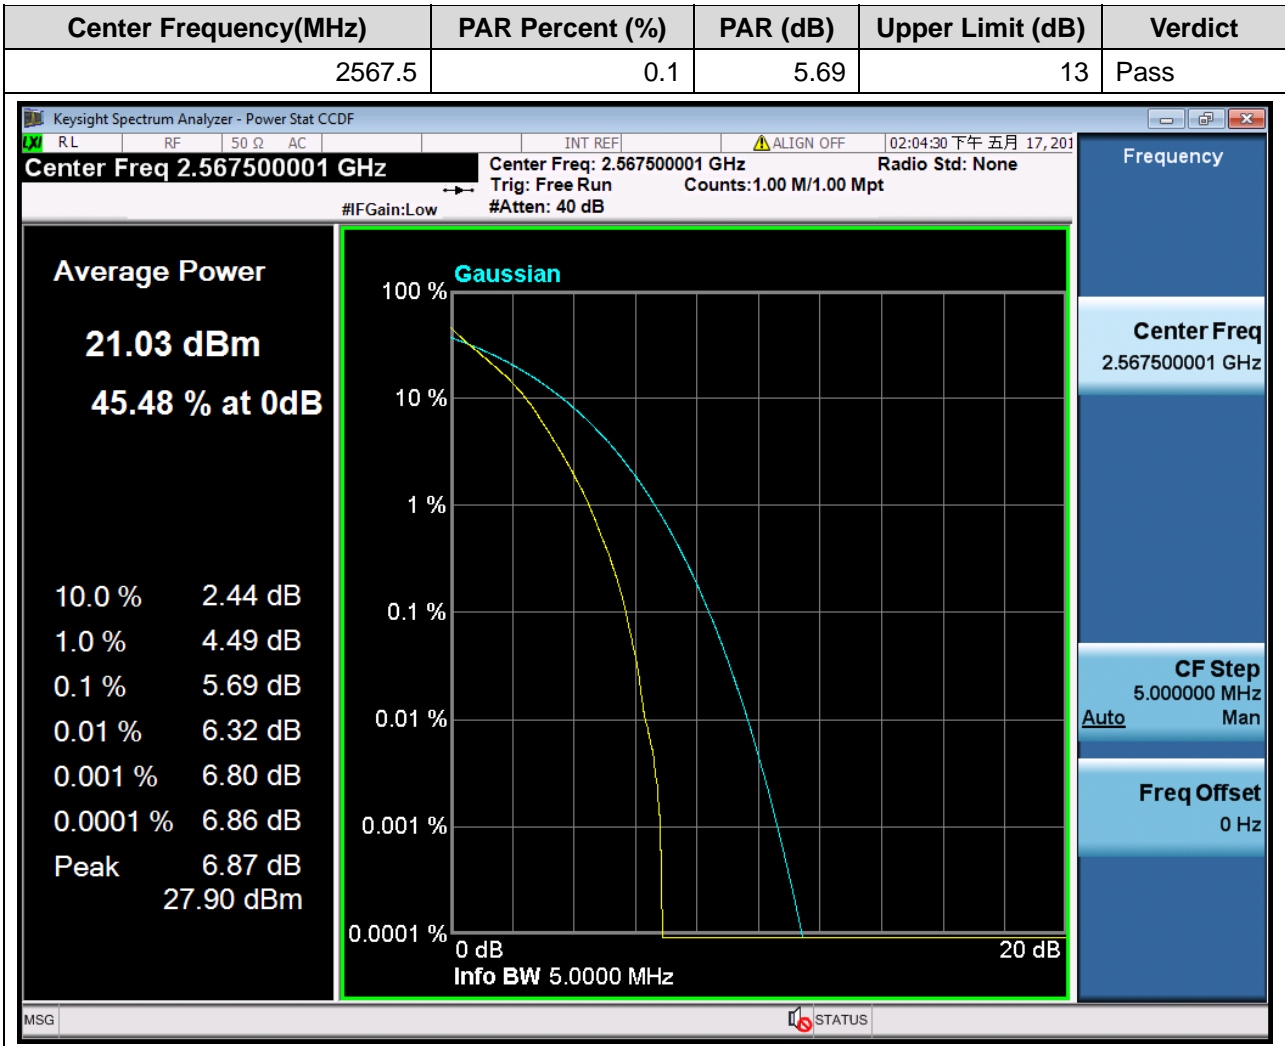 Center Frequency(MHz) PAR Percent (%) PAR (dB) Upper Limit (dB) Verdict
2567.5 0.1 5.69 13 Pass
Keysight Spectrum Analyzer - Power Stat CCDF
LXI RL RF 50 Ω AC INT REF ALIGN OFF 02:04:30 下午 五月 17, 201
Center Freq 2.567500001 GHz
Center Freq: 2.567500001 GHz Radio Std: None
Trig: Free Run Counts:1.00 M/1.00 Mpt
#IFGain:Low #Atten: 40 dB
Frequency
Average Power
21.03 dBm
45.48 % at 0dB
10.0 % 2.44 dB
1.0 % 4.49 dB
0.1 % 5.69 dB
0.01 % 6.32 dB
0.001 % 6.80 dB
0.0001 % 6.86 dB
Peak 6.87 dB
27.90 dBm
Gaussian
100 %
10 %
1 %
0.1 %
0.01 %
0.001 %
0.0001 %
0 dB 20 dB
Info BW 5.0000 MHz
Center Freq
2.567500001 GHz
CF Step
5.000000 MHz
Auto Man
Freq Offset
0 Hz
MSG STATUS